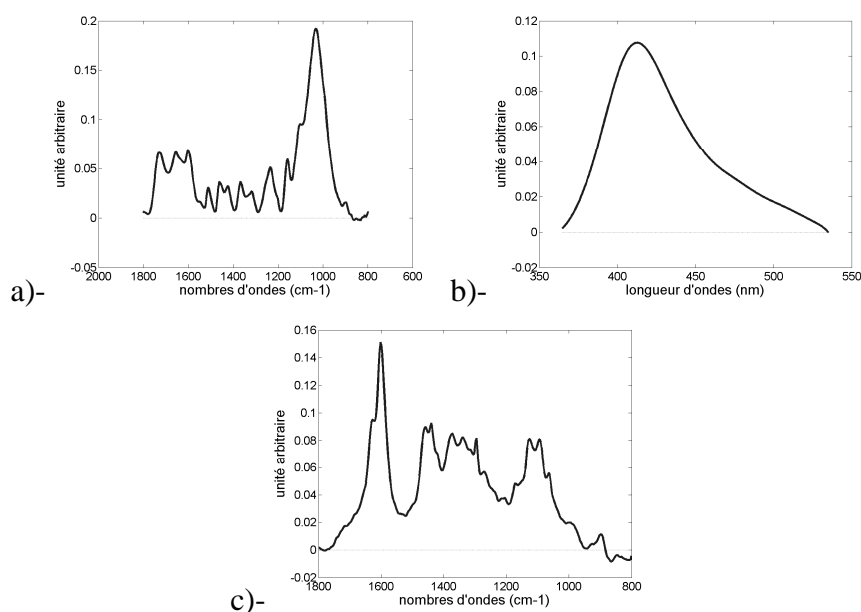 0.2
0.15
0.1
0.05
0
-0.05
unité arbitraire
2000 1800 1600 1400 1200 1000 800 600
nombres d'ondes (cm-1)
a)-
0.12
0.1
0.08
0.06
0.04
0.02
0
-0.02
unité arbitraire
350 400 450 500 550
longueur d'ondes (nm)
b)-
0.16
0.14
0.12
0.1
0.08
0.06
0.04
0.02
0
-0.02
unité arbitraire
1800 1600 1400 1200 1000 800
nombres d'ondes (cm-1)
c)-